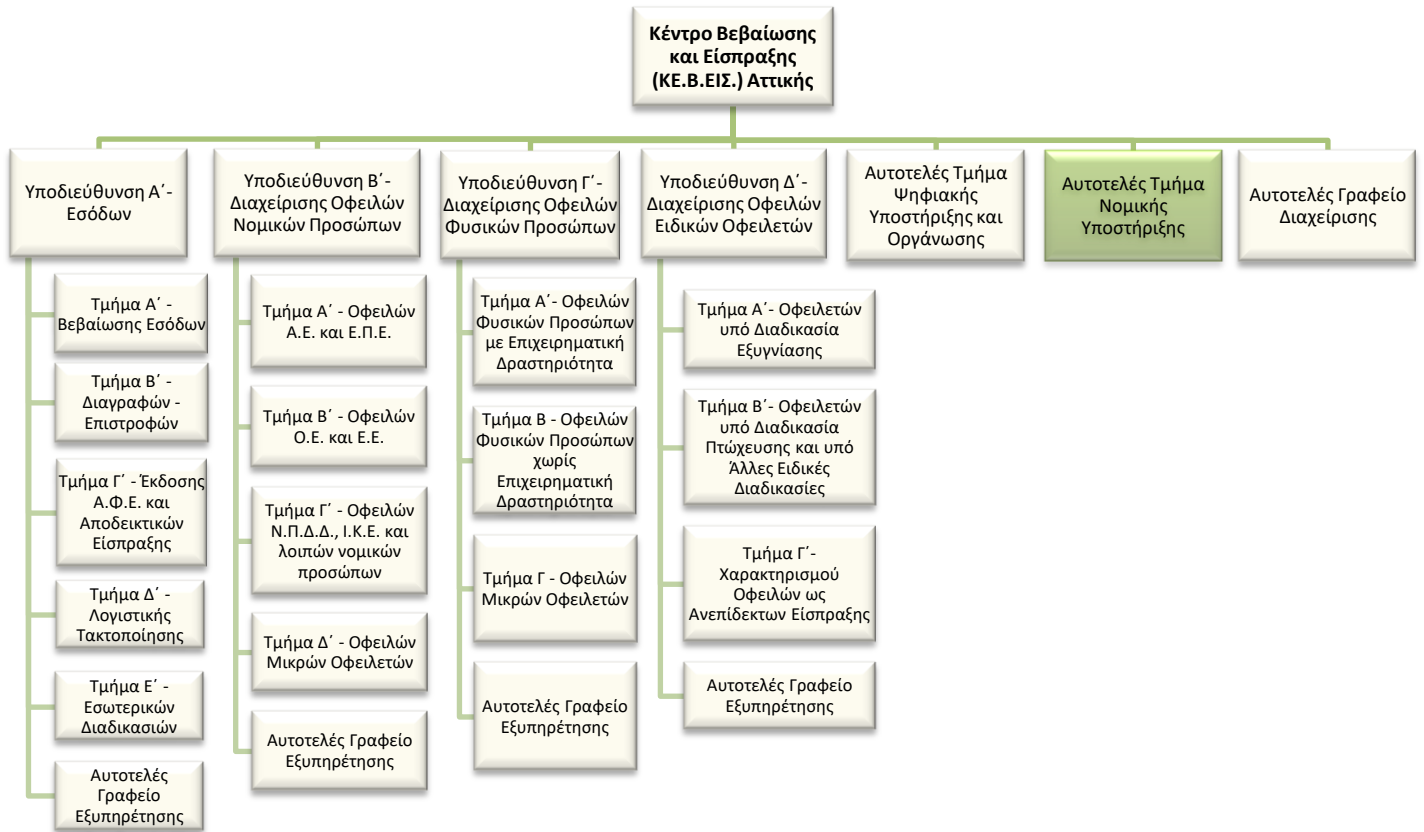 Κέντρο Βεβαίωσης
και Είσπραξης
(ΚΕ.Β.ΕΙΣ.) Αττικής
Υποδιεύθυνση Α΄-
Εσόδων
Τμήμα Α΄ -
Βεβαίωσης Εσόδων
Τμήμα Β΄ -
Διαγραφών -
Επιστροφών
Τμήμα Γ΄ - Έκδοσης
Α.Φ.Ε. και
Αποδεικτικών
Είσπραξης
Τμήμα Δ΄ -
Λογιστικής
Τακτοποίησης
Τμήμα Ε΄ -
Εσωτερικών
Διαδικασιών
Αυτοτελές
Γραφείο
Εξυπηρέτησης
Υποδιεύθυνση Β΄-
Διαχείρισης Οφειλών
Νομικών Προσώπων
Τμήμα Α΄ - Οφειλών
Α.Ε. και Ε.Π.Ε.
Τμήμα Β΄ - Οφειλών
Ο.Ε. και Ε.Ε.
Τμήμα Γ΄ - Οφειλών
Ν.Π.Δ.Δ., Ι.Κ.Ε. και
λοιπών νομικών
προσώπων
Τμήμα Δ΄ - Οφειλών
Μικρών Οφειλετών
Αυτοτελές Γραφείο
Εξυπηρέτησης
Υποδιεύθυνση Γ΄-
Διαχείρισης Οφειλών
Φυσικών Προσώπων
Τμήμα Α΄- Οφειλών
Φυσικών Προσώπων
με Επιχειρηματική
Δραστηριότητα
Τμήμα Β - Οφειλών
Φυσικών Προσώπων
χωρίς
Επιχειρηματική
Δραστηριότητα
Τμήμα Γ - Οφειλών
Μικρών Οφειλετών
Αυτοτελές Γραφείο
Εξυπηρέτησης
Υποδιεύθυνση Δ΄-
Διαχείρισης Οφειλών
Ειδικών Οφειλετών
Τμήμα Α΄- Οφειλετών
υπό Διαδικασία
Εξυγνίασης
Τμήμα Β΄- Οφειλετών
υπό Διαδικασία
Πτώχευσης και υπό
Άλλες Ειδικές
Διαδικασίες
Τμήμα Γ΄-
Χαρακτηρισμού
Οφειλών ως
Ανεπίδεκτων Είσπραξης
Αυτοτελές Γραφείο
Εξυπηρέτησης
Αυτοτελές Τμήμα
Ψηφιακής
Υποστήριξης και
Οργάνωσης
Αυτοτελές Τμήμα
Νομικής
Υποστήριξης
Αυτοτελές Γραφείο
Διαχείρισης